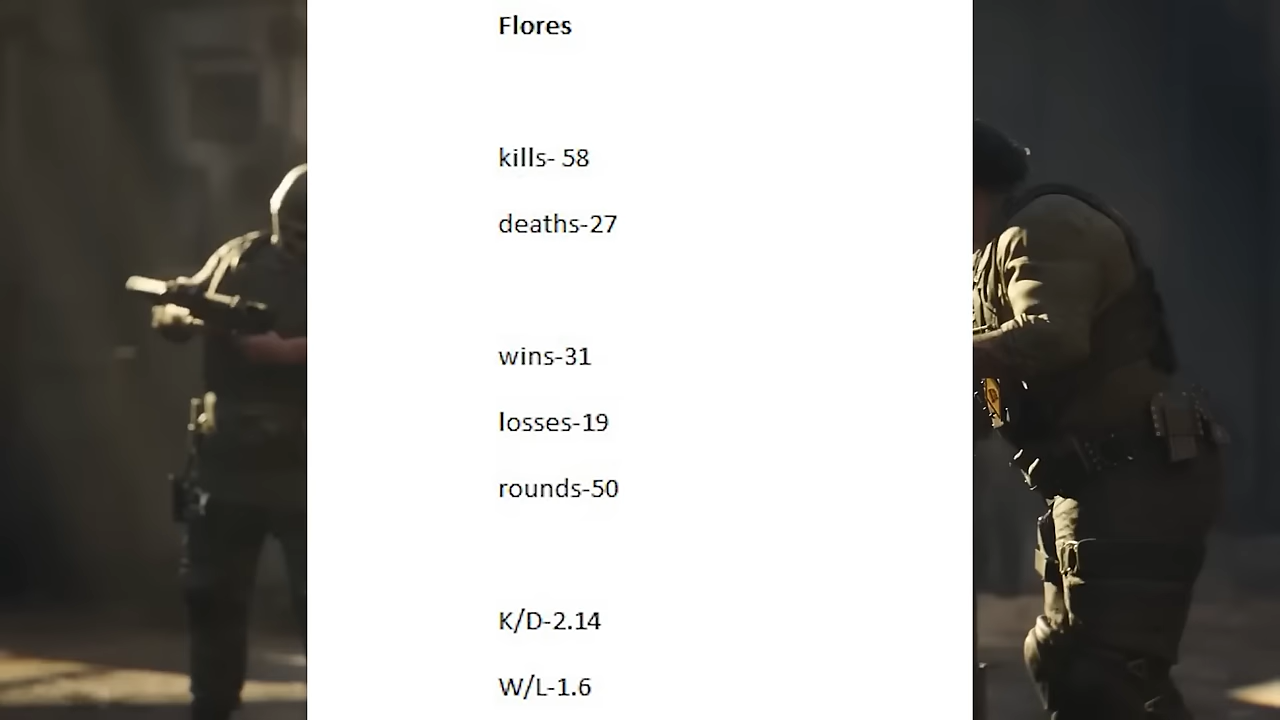 Flores
kills- 58
deaths-27
wins-31
losses-19
rounds-50
K/D-2.14
W/L-1.6